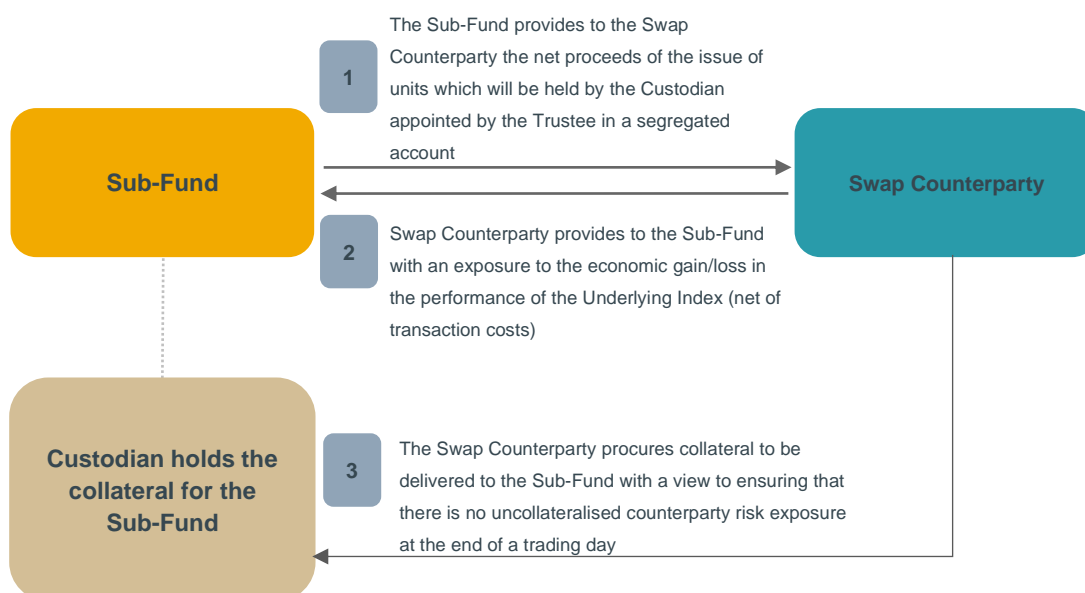 The Sub-Fund provides to the Swap
Counterparty the net proceeds of the issue of
units which will be held by the Custodian
appointed by the Trustee in a segregated
account
1
Sub-Fund
Swap Counterparty
2
Swap Counterparty provides to the Sub-Fund
with an exposure to the economic gain/loss in
the performance of the Underlying Index (net of
transaction costs)
Custodian holds the
collateral for the
Sub-Fund
3
The Swap Counterparty procures collateral to be
delivered to the Sub-Fund with a view to ensuring that
there is no uncollateralised counterparty risk exposure
at the end of a trading day